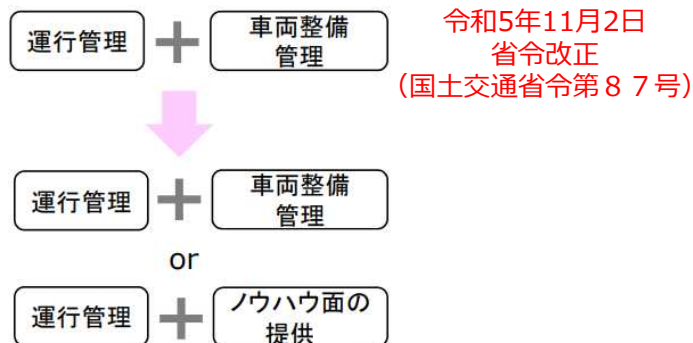 運行管理
車両整備
管理
令和5年11月2日
省令改正
（国土交通省令第８７号）
運行管理
車両整備
管理
or
運行管理
ノウハウ面の
提供